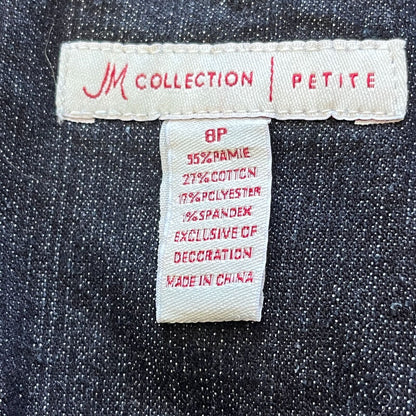 JM COLLECTION | PETITE
8P
55%RAMIE
27%COTTON
17%POLYESTER
1%SPANDEX
EXCLUSIVE OF
DECORATION
MADE IN CHINA